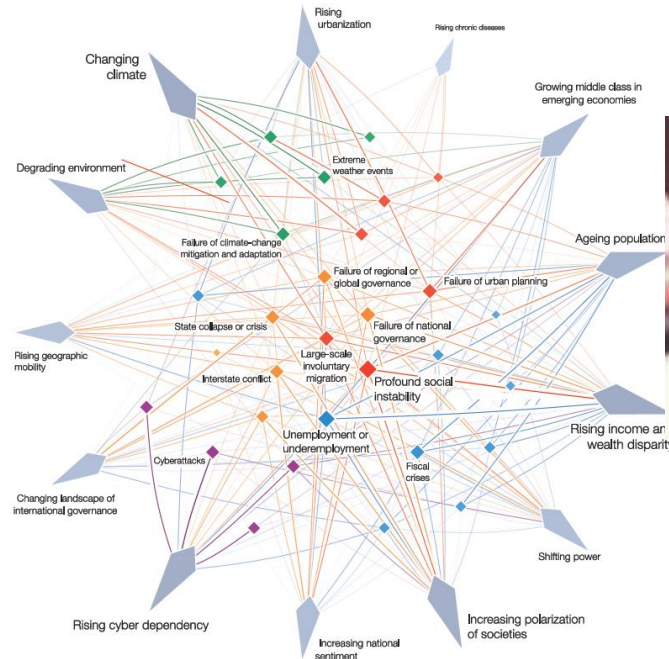 Rising
urbanization
Rising chronic diseases
Changing
climate
Growing middle class in
emerging economies
Degrading environment
Extreme
weather events
Failure of climate-change
mitigation and adaptation
Ageing population
Failure of regional or
global governance
Failure of urban planning
State collapse or crisis
Failure of national
governance
Rising geographic
mobility
Large-scale
involuntary
migration
Interstate conflict
Profound social
instability
Rising income an
wealth disparity
Unemployment or
underemployment
Cyberattacks
Fiscal
crises
Changing landscape of
international governance
Shifting power
Rising cyber dependency
Increasing national
sentiment
Increasing polarization
of societies